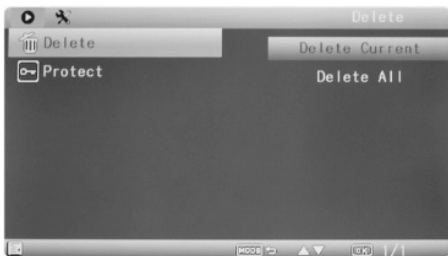 Delete
Delete
Delete Current
Protect
Delete All
MODE
OK 1/1